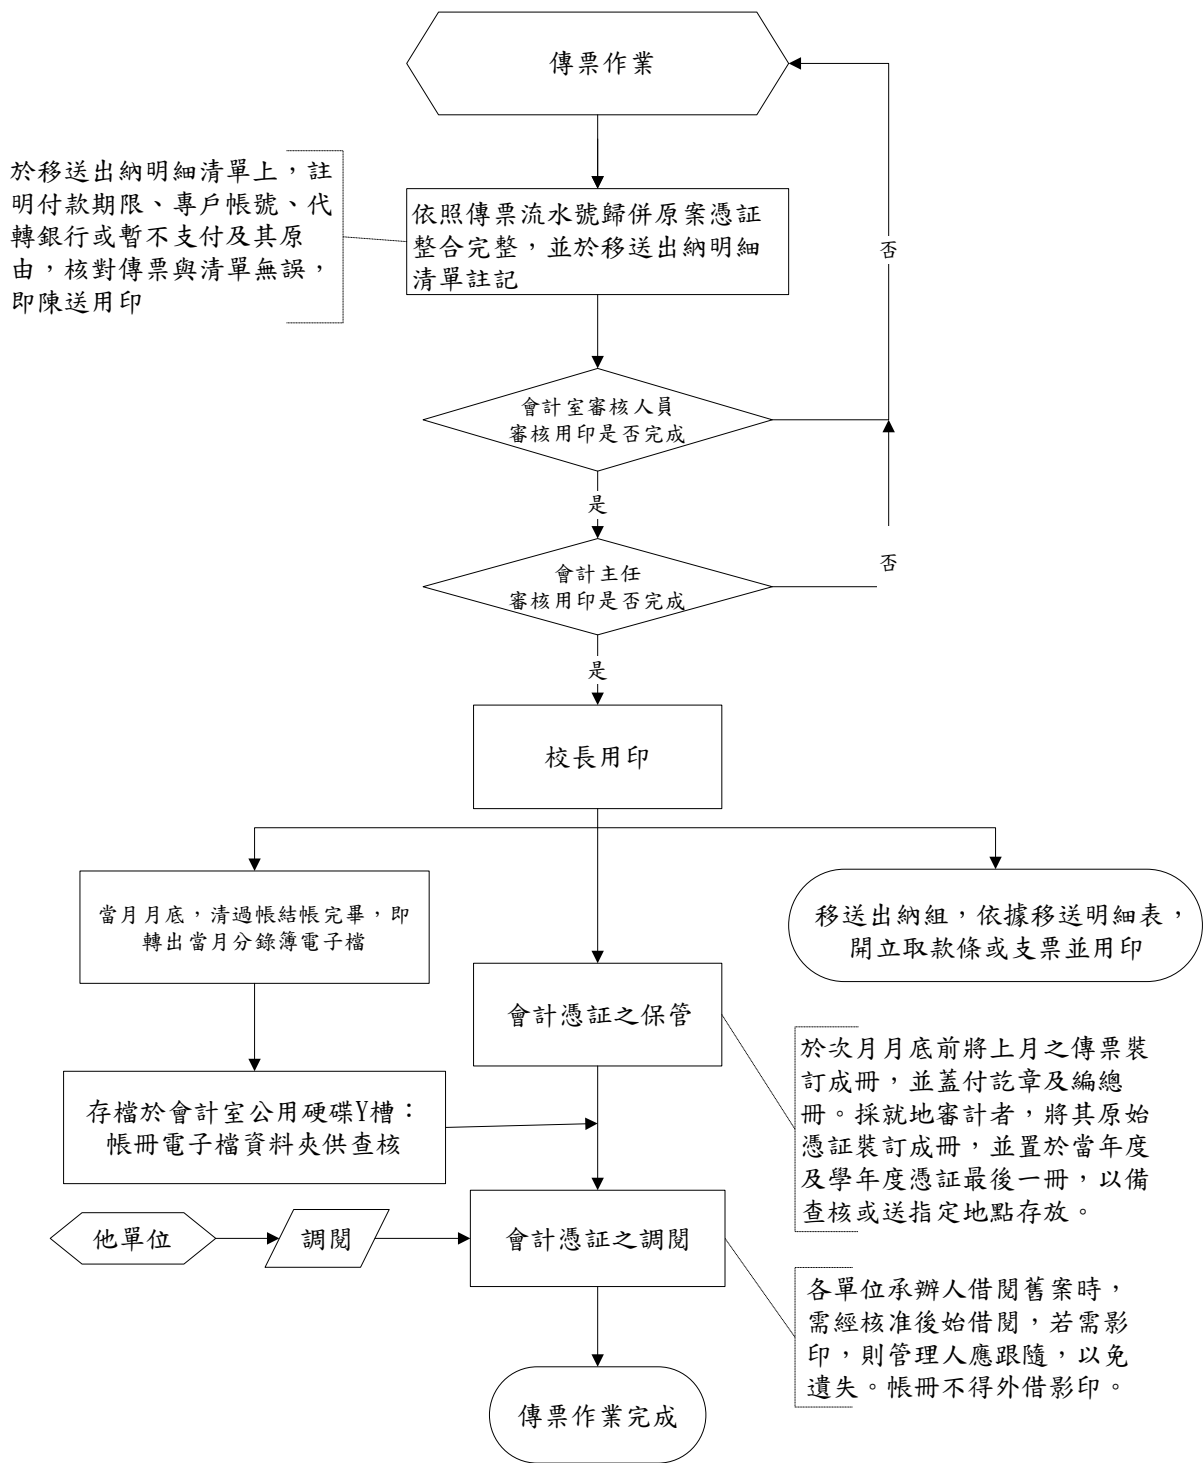 傳票作業
於移送出納明細清單上，註
明付款期限、專戶帳號、代
轉銀行或暫不支付及其原
由，核對傳票與清單無誤，
即陳送用印
依照傳票流水號歸併原案憑証
整合完整，並於移送出納明細
清單註記
否
會計室審核人員
審核用印是否完成
是
否
會計主任
審核用印是否完成
是
校長用印
當月月底，清過帳結帳完畢，即
轉出當月分錄簿電子檔
移送出納組，依據移送明細表，
開立取款條或支票並用印
會計憑証之保管
於次月月底前將上月之傳票裝
訂成冊，並蓋付訖章及編總
冊。採就地審計者，將其原始
憑証裝訂成冊，並置於當年度
及學年度憑証最後一冊，以備
查核或送指定地點存放。
存檔於會計室公用硬碟Y槽：
帳冊電子檔資料夾供查核
他單位
調閱
會計憑証之調閱
各單位承辦人借閱舊案時，
需經核准後始借閱，若需影
印，則管理人應跟隨，以免
遺失。帳冊不得外借影印。
傳票作業完成